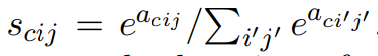 s_{cij} = e^{a_{cij}} / \sum_{i'j'} e^{a_{ci'j'}}.